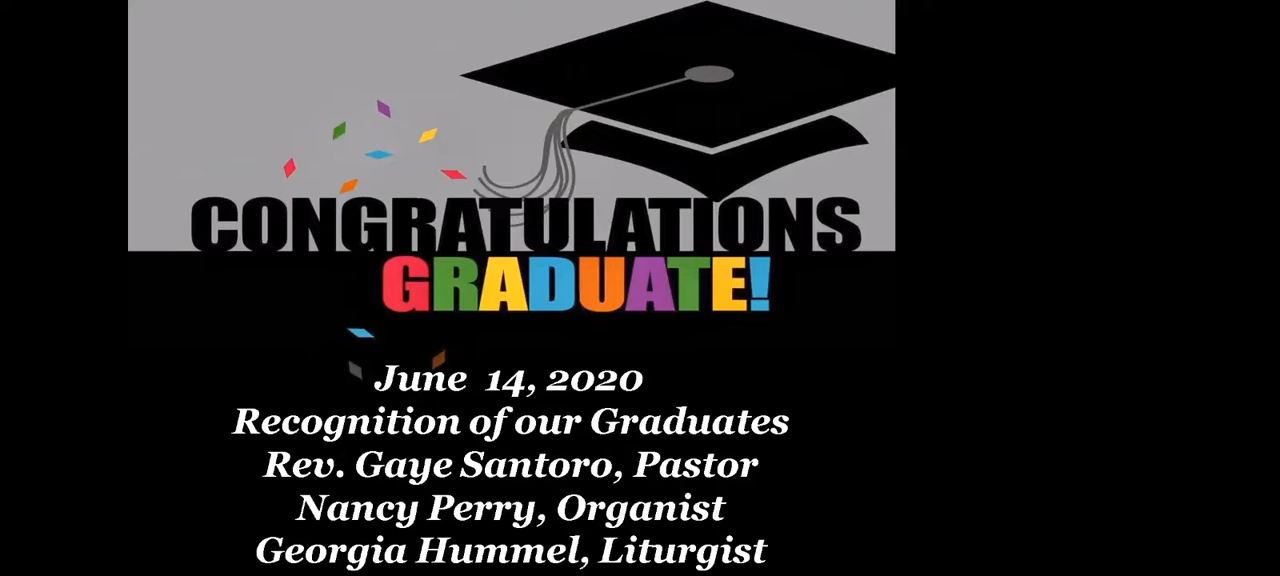 CONGRATULATIONS
GRADUATE!
June 14, 2020
Recognition of our Graduates
Rev. Gaye Santoro, Pastor
Nancy Perry, Organist
Georgia Hummel, Liturgist